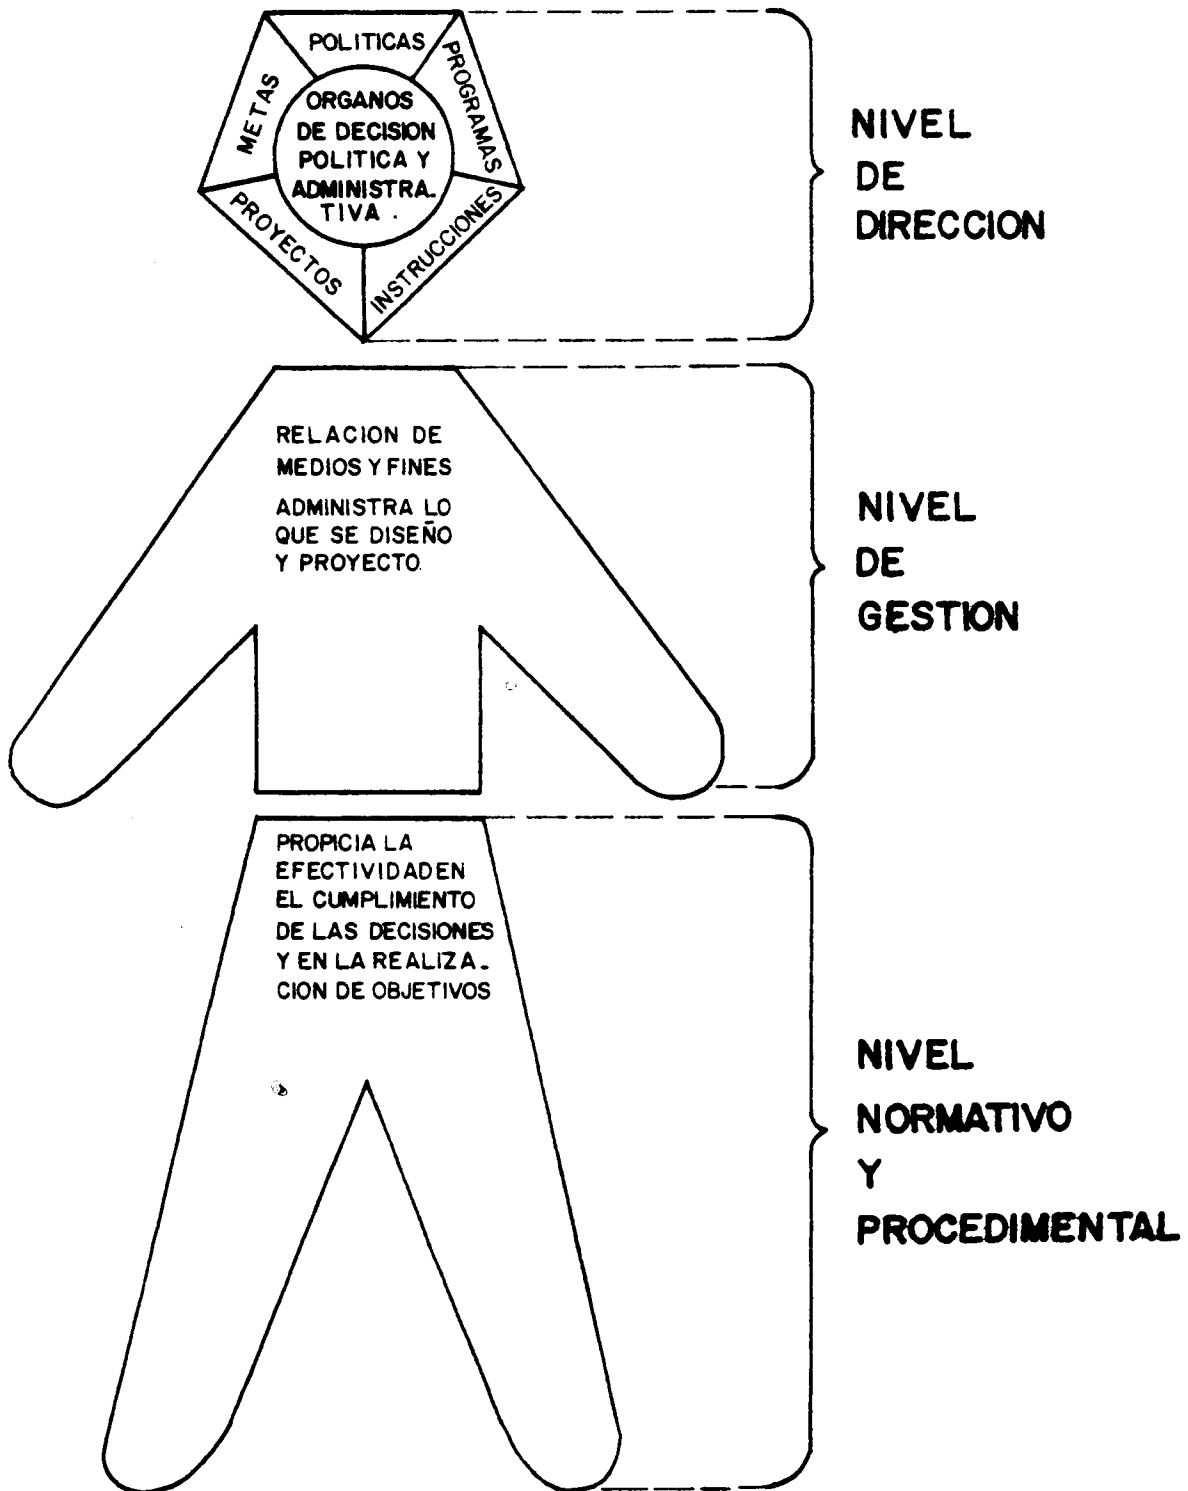 POLITICAS
PROGRAMAS
METAS
ORGANOS
DE DECISION
POLITICA Y
ADMINISTRA-
TIVA .
PROYECTOS
INSTRUCCIONES
NIVEL
DE
DIRECCION
RELACION DE
MEDIOS Y FINES
ADMINISTRA LO
QUE SE DISEÑO
Y PROYECTO.
NIVEL
DE
GESTION
PROPICIA LA
EFECTIVIDAD EN
EL CUMPLIMIENTO
DE LAS DECISIONES
Y EN LA REALIZA-
CION DE OBJETIVOS
NIVEL
NORMATIVO
Y
PROCEDIMENTAL